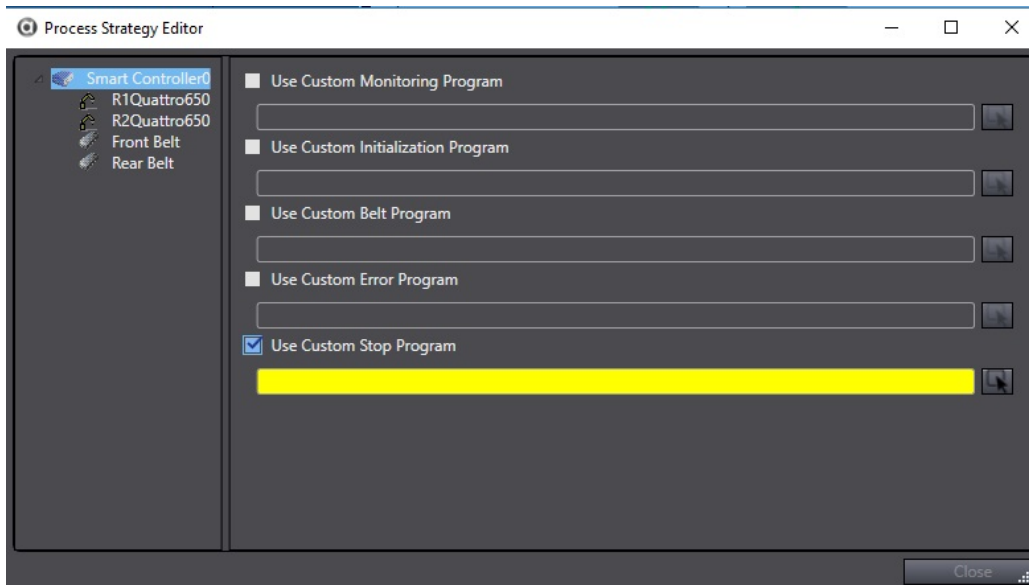 Process Strategy Editor
Smart Controller0
R1Quattro650
R2Quattro650
Front Belt
Rear Belt
Use Custom Monitoring Program
Use Custom Initialization Program
Use Custom Belt Program
Use Custom Error Program
Use Custom Stop Program
Close